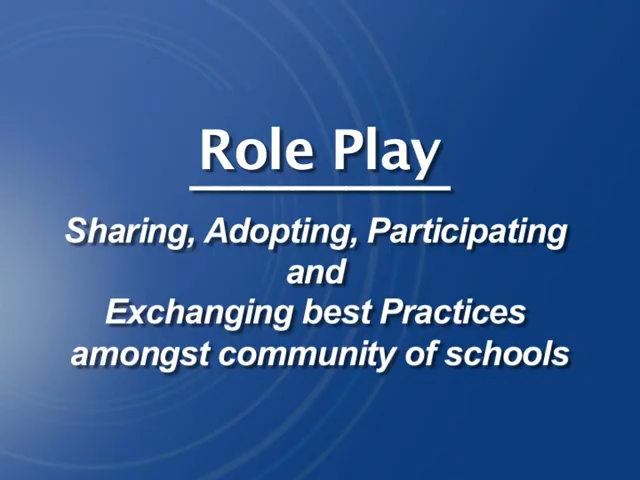 Role Play
Sharing, Adopting, Participating
and
Exchanging best Practices
amongst community of schools